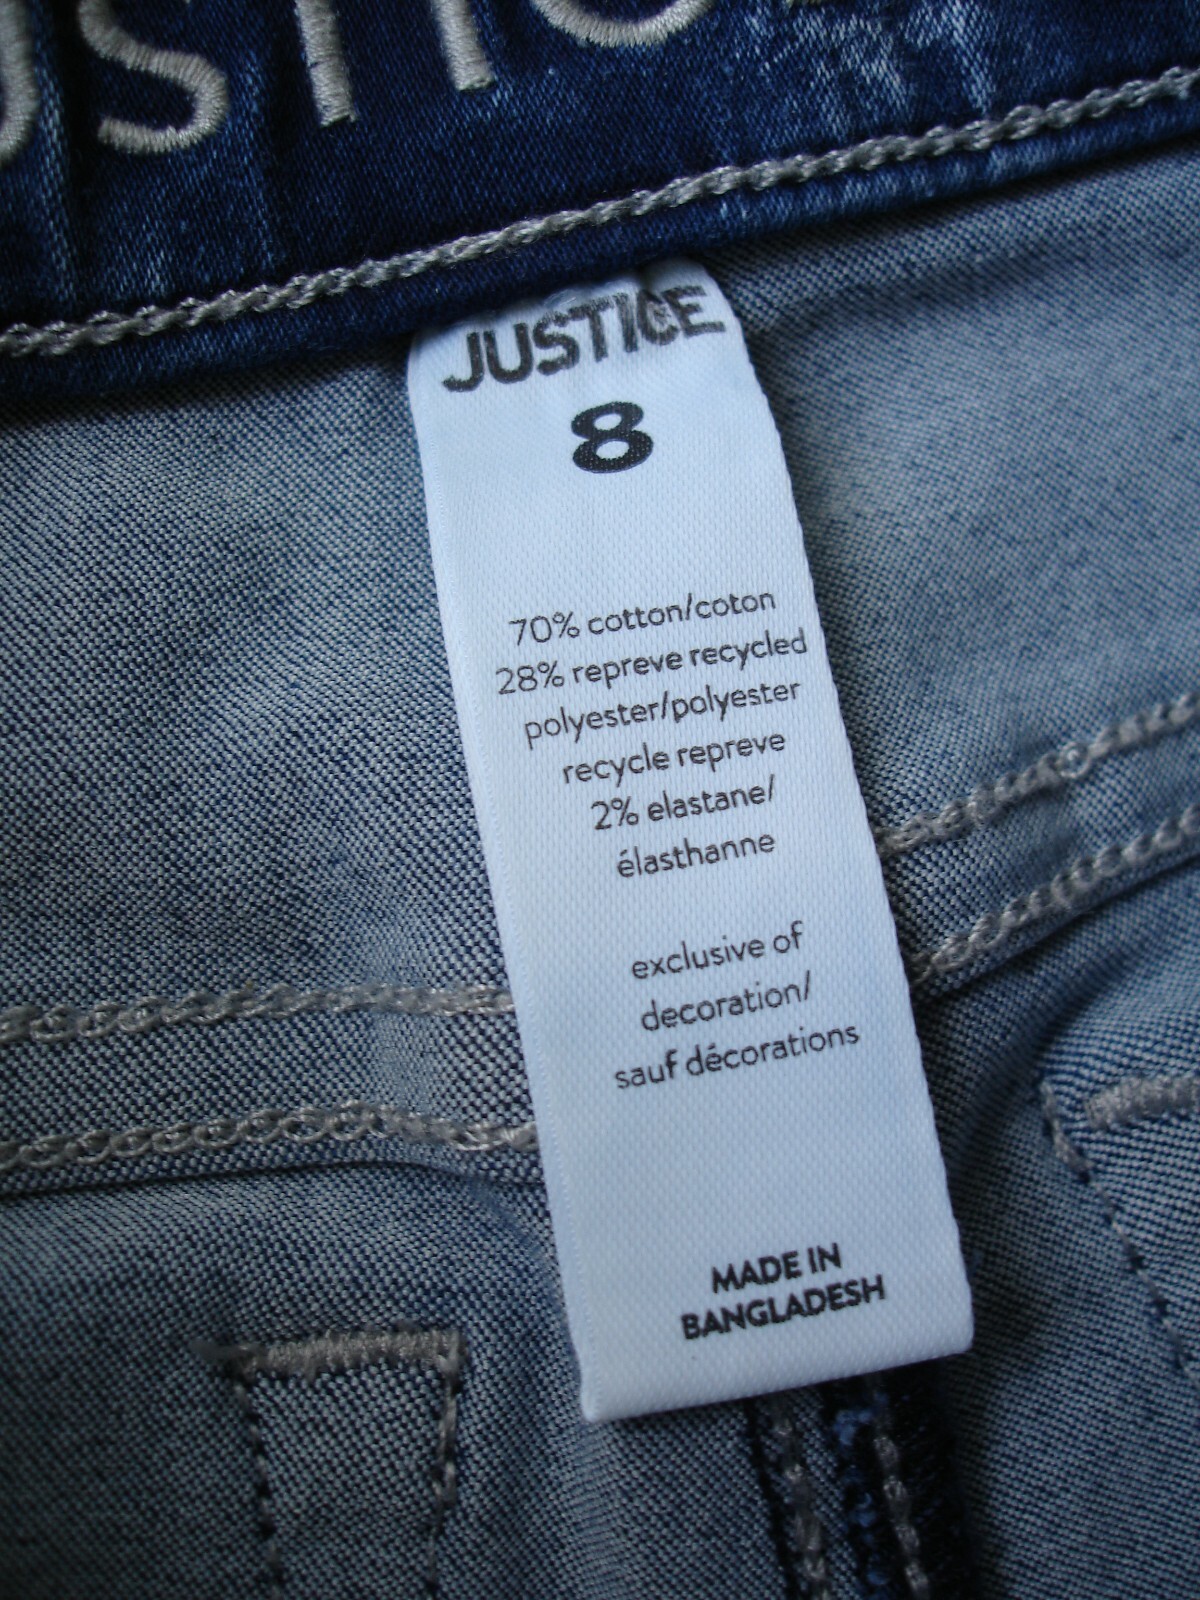 USTIC
JUSTICE
8
70% cotton/coton
28% repreve recycled
polyester/polyester
recycle repreve
2% elastane/
élasthanne
exclusive of
decoration/
sauf décorations
MADE IN
BANGLADESH